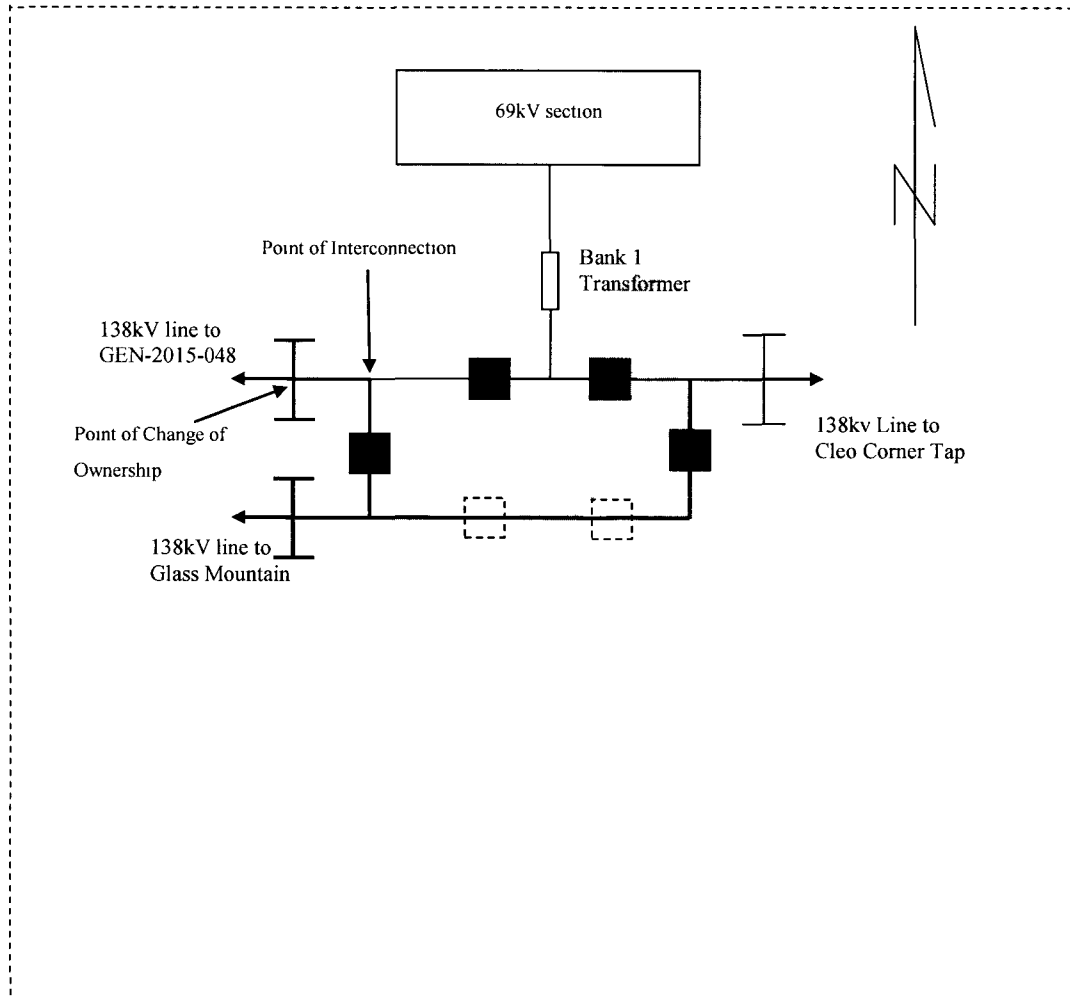 69kV section
Point of Interconnection
Bank 1
Transformer
138kV line to
GEN-2015-048
Point of Change of
Ownership
138kv Line to
Cleo Corner Tap
138kV line to
Glass Mountain
N